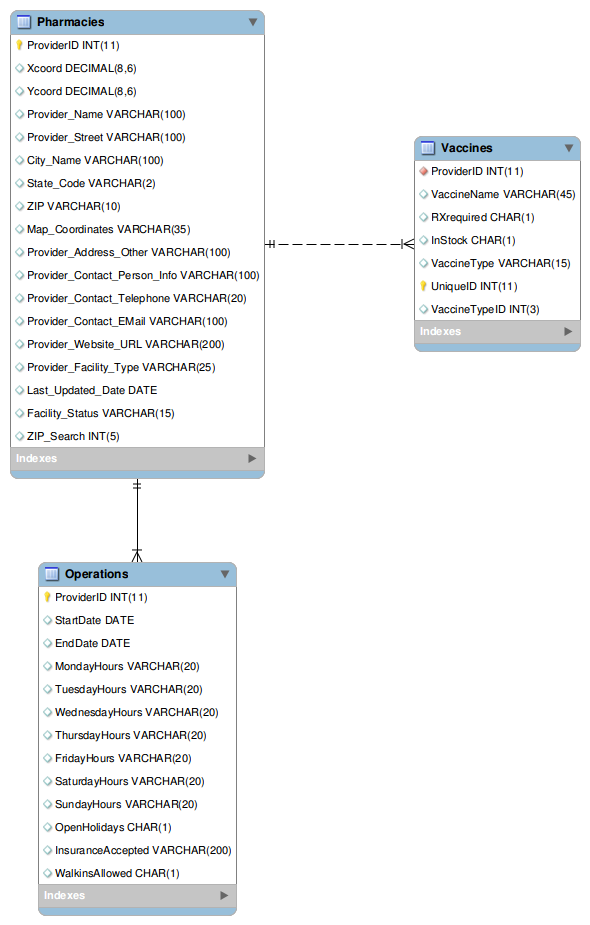 Pharmacies
ProviderID INT(11)
Xcoord DECIMAL(8,6)
Ycoord DECIMAL(8,6)
Provider_Name VARCHAR(100)
Provider_Street VARCHAR(100)
City_Name VARCHAR(100)
State_Code VARCHAR(2)
ZIP VARCHAR(10)
Map_Coordinates VARCHAR(35)
Provider_Address_Other VARCHAR(100)
Provider_Contact_Person_Info VARCHAR(100)
Provider_Contact_Telephone VARCHAR(20)
Provider_Contact_EMail VARCHAR(100)
Provider_Website_URL VARCHAR(200)
Provider_Facility_Type VARCHAR(25)
Last_Updated_Date DATE
Facility_Status VARCHAR(15)
ZIP_Search INT(5)
Indexes
Vaccines
ProviderID INT(11)
VaccineName VARCHAR(45)
RXrequired CHAR(1)
InStock CHAR(1)
VaccineType VARCHAR(15)
UniqueID INT(11)
VaccineTypeID INT(3)
Indexes
Operations
ProviderID INT(11)
StartDate DATE
EndDate DATE
MondayHours VARCHAR(20)
TuesdayHours VARCHAR(20)
WednesdayHours VARCHAR(20)
ThursdayHours VARCHAR(20)
FridayHours VARCHAR(20)
SaturdayHours VARCHAR(20)
SundayHours VARCHAR(20)
OpenHolidays CHAR(1)
InsuranceAccepted VARCHAR(200)
WalkinsAllowed CHAR(1)
Indexes